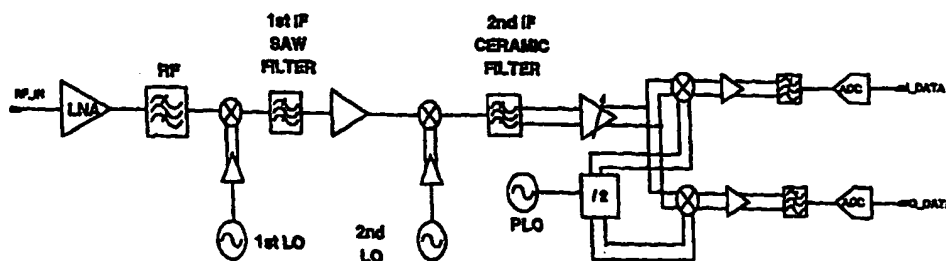 1st IF
SAW
FILTER
2nd IF
CERAMIC
FILTER
RF
RF_IN
LNA
ADC
I_DATA
1st LO
2nd
LO
PLO
/2
ADC
Q_DATA